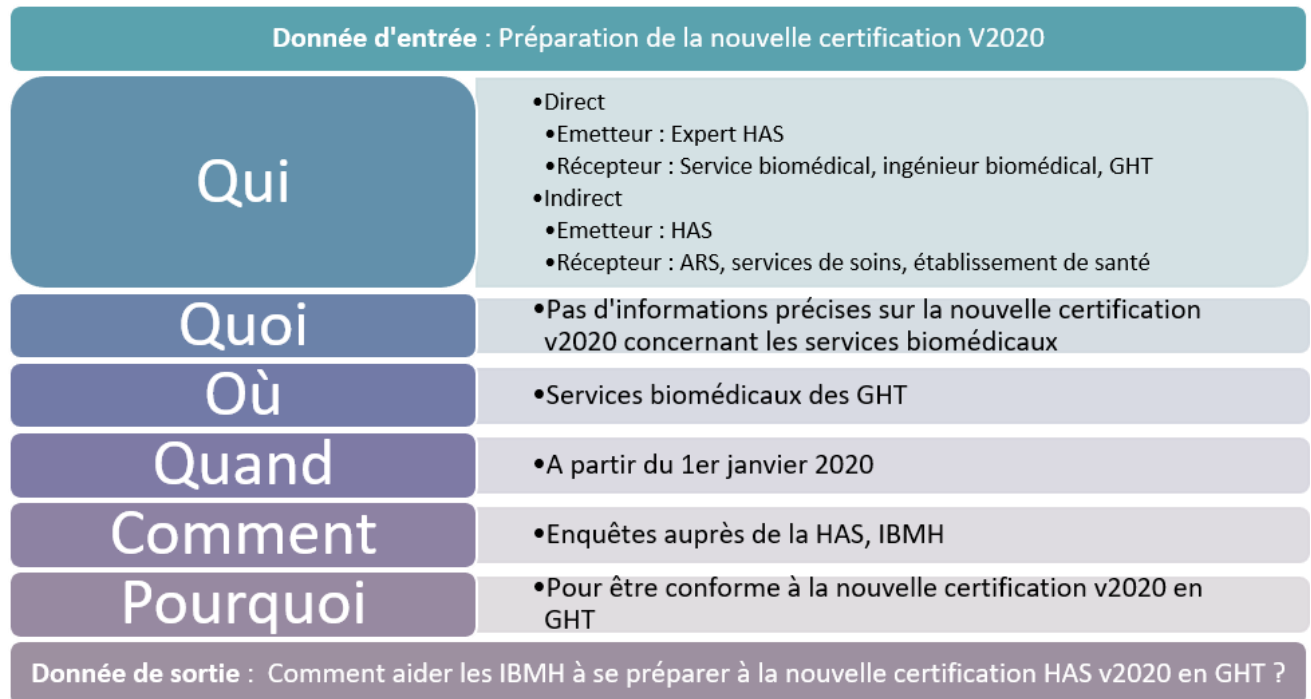 Donnée d'entrée : Préparation de la nouvelle certification V2020
Qui
•Direct
•Emetteur : Expert HAS
•Récepteur : Service biomédical, ingénieur biomédical, GHT
•Indirect
•Emetteur : HAS
•Récepteur : ARS, services de soins, établissement de santé
Quoi
•Pas d'informations précises sur la nouvelle certification
v2020 concernant les services biomédicaux
Où
•Services biomédicaux des GHT
Quand
•A partir du 1er janvier 2020
Comment
•Enquêtes auprès de la HAS, IBMH
Pourquoi
•Pour être conforme à la nouvelle certification v2020 en
GHT
Donnée de sortie : Comment aider les IBMH à se préparer à la nouvelle certification HAS v2020 en GHT ?